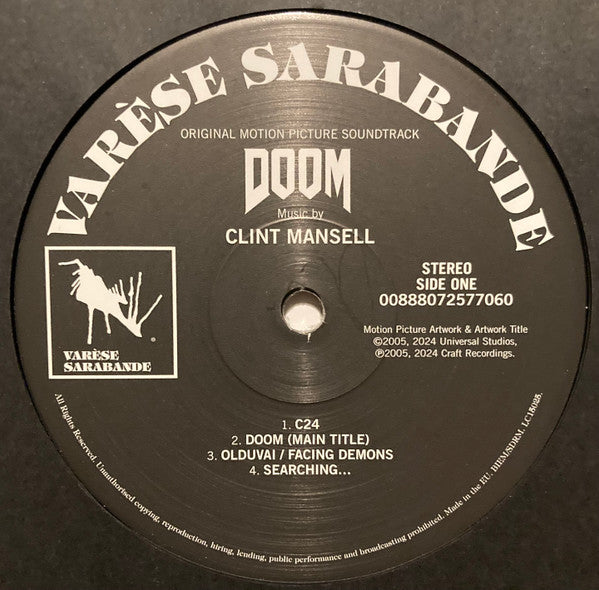 VARÈSE SARABANDE
ORIGINAL MOTION PICTURE SOUNDTRACK
DOOM
Music by
CLINT MANSELL
VARÈSE
SARABANDE
®
STEREO
SIDE ONE
00888072577060
Motion Picture Artwork & Artwork Title
©2005, 2024 Universal Studios,
℗2005, 2024 Craft Recordings.
1. C24
2. DOOM (MAIN TITLE)
3. OLDUVAI / FACING DEMONS
4. SEARCHING...
All Rights Reserved. Unauthorised copying, reproduction, hiring, lending, public performance and broadcasting prohibited. Made in the EU. BIEM/SDRM. LC15025.